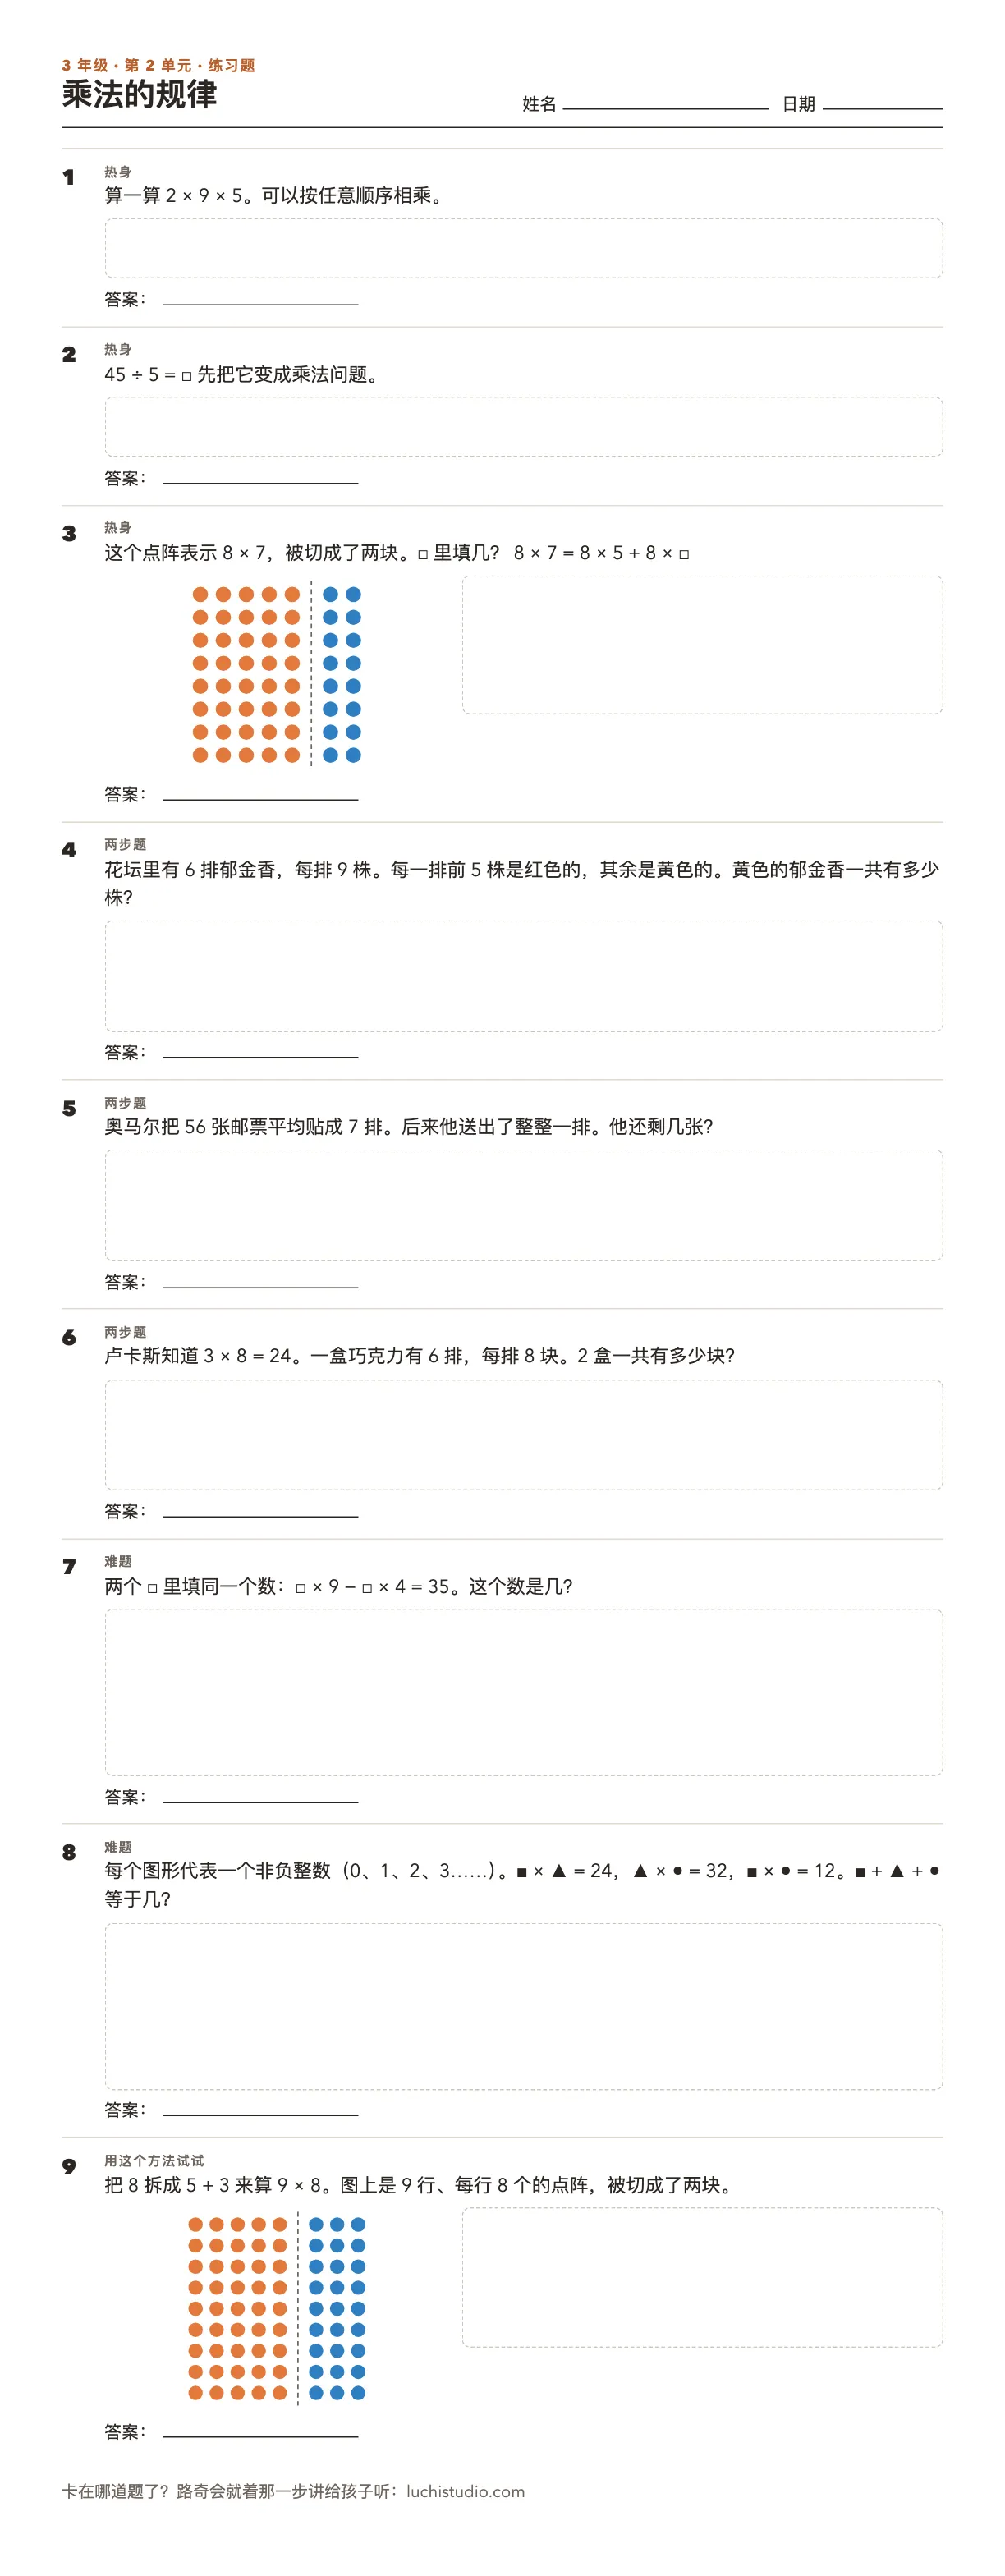 3 年级 · 第 2 单元 · 练习题
乘法的规律
姓名
日期
1
热身
算一算 2 × 9 × 5。可以按任意顺序相乘。
答案：
2
热身
45 ÷ 5 = □ 先把它变成乘法问题。
答案：
3
热身
这个点阵表示 8 × 7，被切成了两块。□ 里填几？ 8 × 7 = 8 × 5 + 8 × □
答案：
4
两步题
花坛里有 6 排郁金香，每排 9 株。每一排前 5 株是红色的，其余是黄色的。黄色的郁金香一共有多少
株？
答案：
5
两步题
奥马尔把 56 张邮票平均贴成 7 排。后来他送出了整整一排。他还剩几张？
答案：
6
两步题
卢卡斯知道 3 × 8 = 24。一盒巧克力有 6 排，每排 8 块。2 盒一共有多少块？
答案：
7
难题
两个 □ 里填同一个数：□ × 9 − □ × 4 = 35。这个数是几？
答案：
8
难题
每个图形代表一个非负整数（0、1、2、3……）。■ × ▲ = 24，▲ × ● = 32，■ × ● = 12。■ + ▲ + ●
等于几？
答案：
9
用这个方法试试
把 8 拆成 5 + 3 来算 9 × 8。图上是 9 行、每行 8 个的点阵，被切成了两块。
答案：
卡在哪道题了？路奇会就着那一步讲给孩子听：luchistudio.com